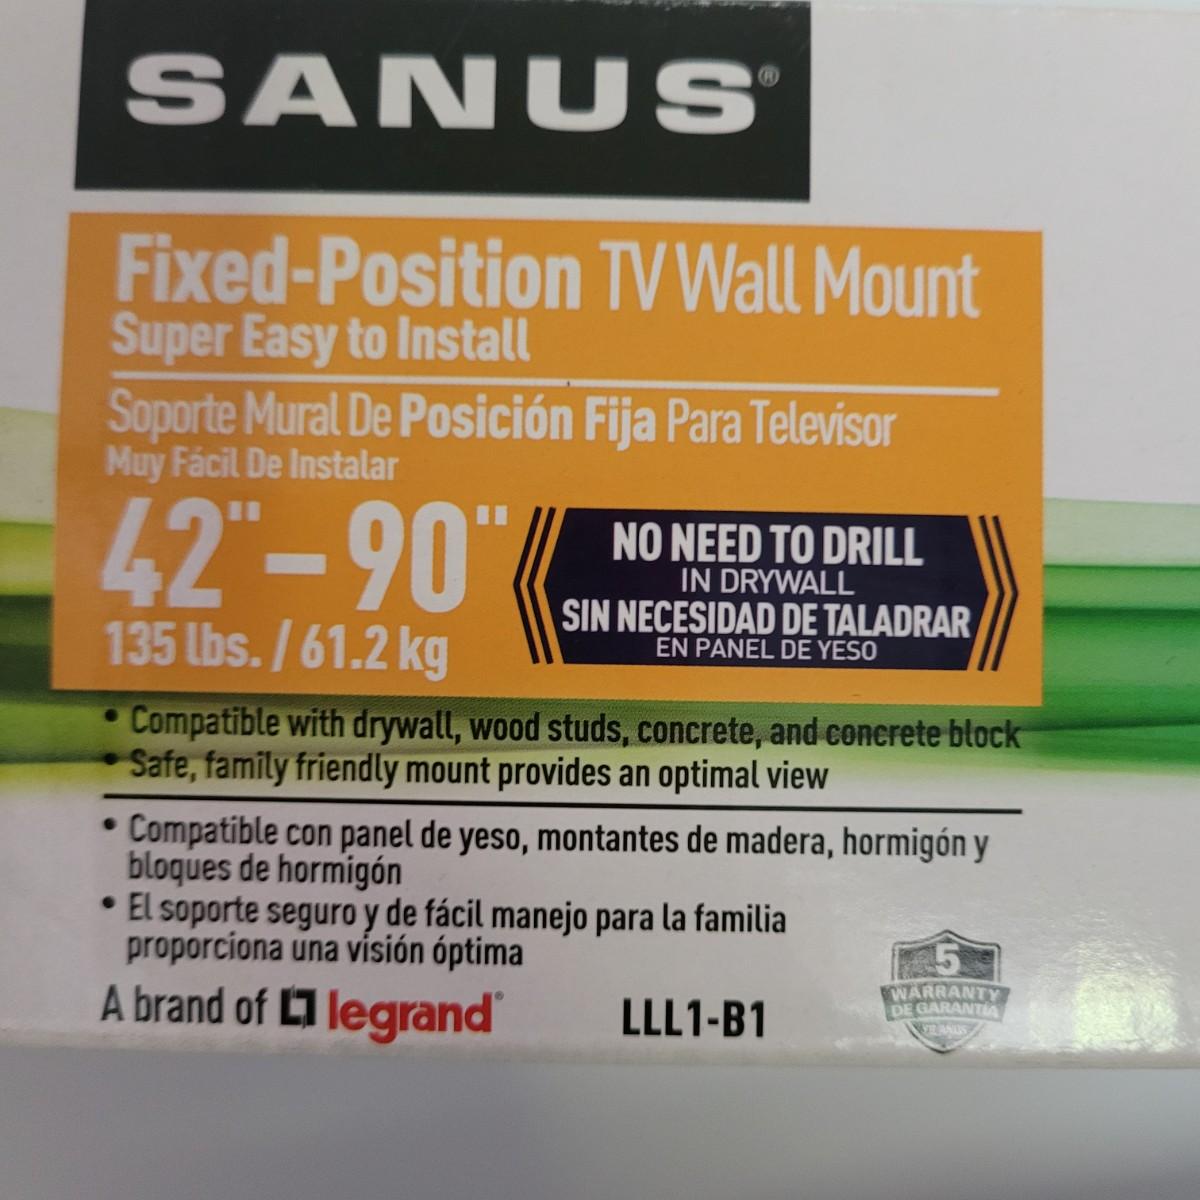 SANUS®
Fixed-Position TV Wall Mount
Super Easy to Install
Soporte Mural De Posición Fija Para Televisor
Muy Fácil De Instalar
42" – 90"
135 lbs. / 61.2 kg
NO NEED TO DRILL
IN DRYWALL
SIN NECESIDAD DE TALADRAR
EN PANEL DE YESO
• Compatible with drywall, wood studs, concrete, and concrete block
• Safe, family friendly mount provides an optimal view
• Compatible con panel de yeso, montantes de madera, hormigón y
bloques de hormigón
• El soporte seguro y de fácil manejo para la familia
proporciona una visión óptima
A brand of legrand®
LLL1-B1
5
WARRANTY
DE GARANTÍA